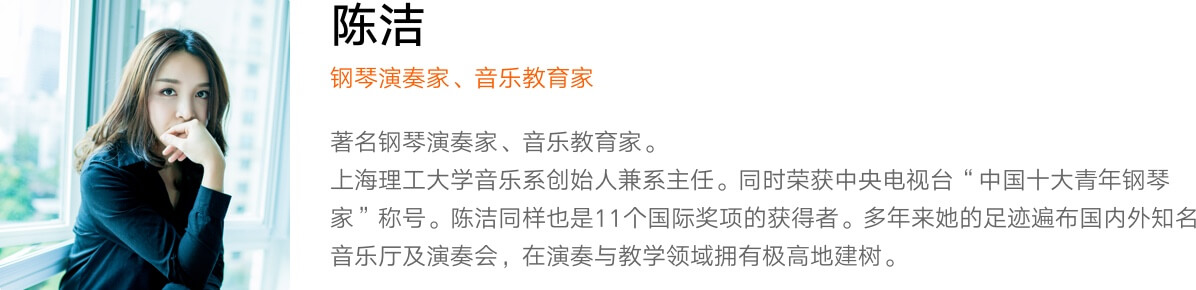 陈洁
钢琴演奏家、音乐教育家
著名钢琴演奏家、音乐教育家。
上海理工大学音乐系创始人兼系主任。同时荣获中央电视台“中国十大青年钢琴
家”称号。陈洁同样也是11个国际奖项的获得者。多年来她的足迹遍布国内外知名
音乐厅及演奏会，在演奏与教学领域拥有极高地建树。